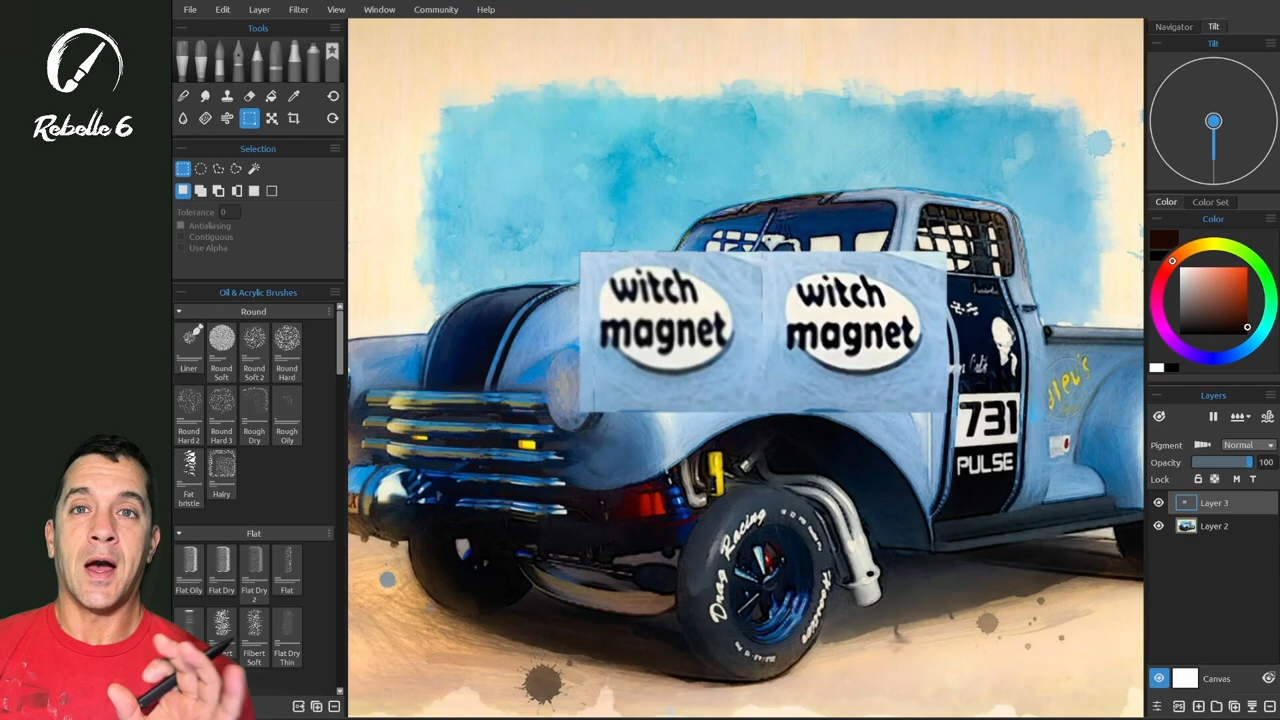 Rebelle 6
File Edit Layer Filter View Window Community Help
Tools
Selection
Tolerance 0
Antialiasing
Contiguous
Use Alpha
Oil & Acrylic Brushes
Round
Liner Round Soft Round Soft 2 Round Hard
Round Hard 2 Round Hard 3 Rough Dry Rough Oily
Fat bristle Hairy
Flat
Flat Oily Flat Dry Flat Dry 2 Flat
Filbert Soft Flat Dry Thin
witch
magnet
witch
magnet
731
PULSE
Drag Racing
Navigator Tilt
Tilt
Color Color Set
Color
Layers
Pigment Normal
Opacity 100
Lock M T
Layer 3
Layer 2
Canvas